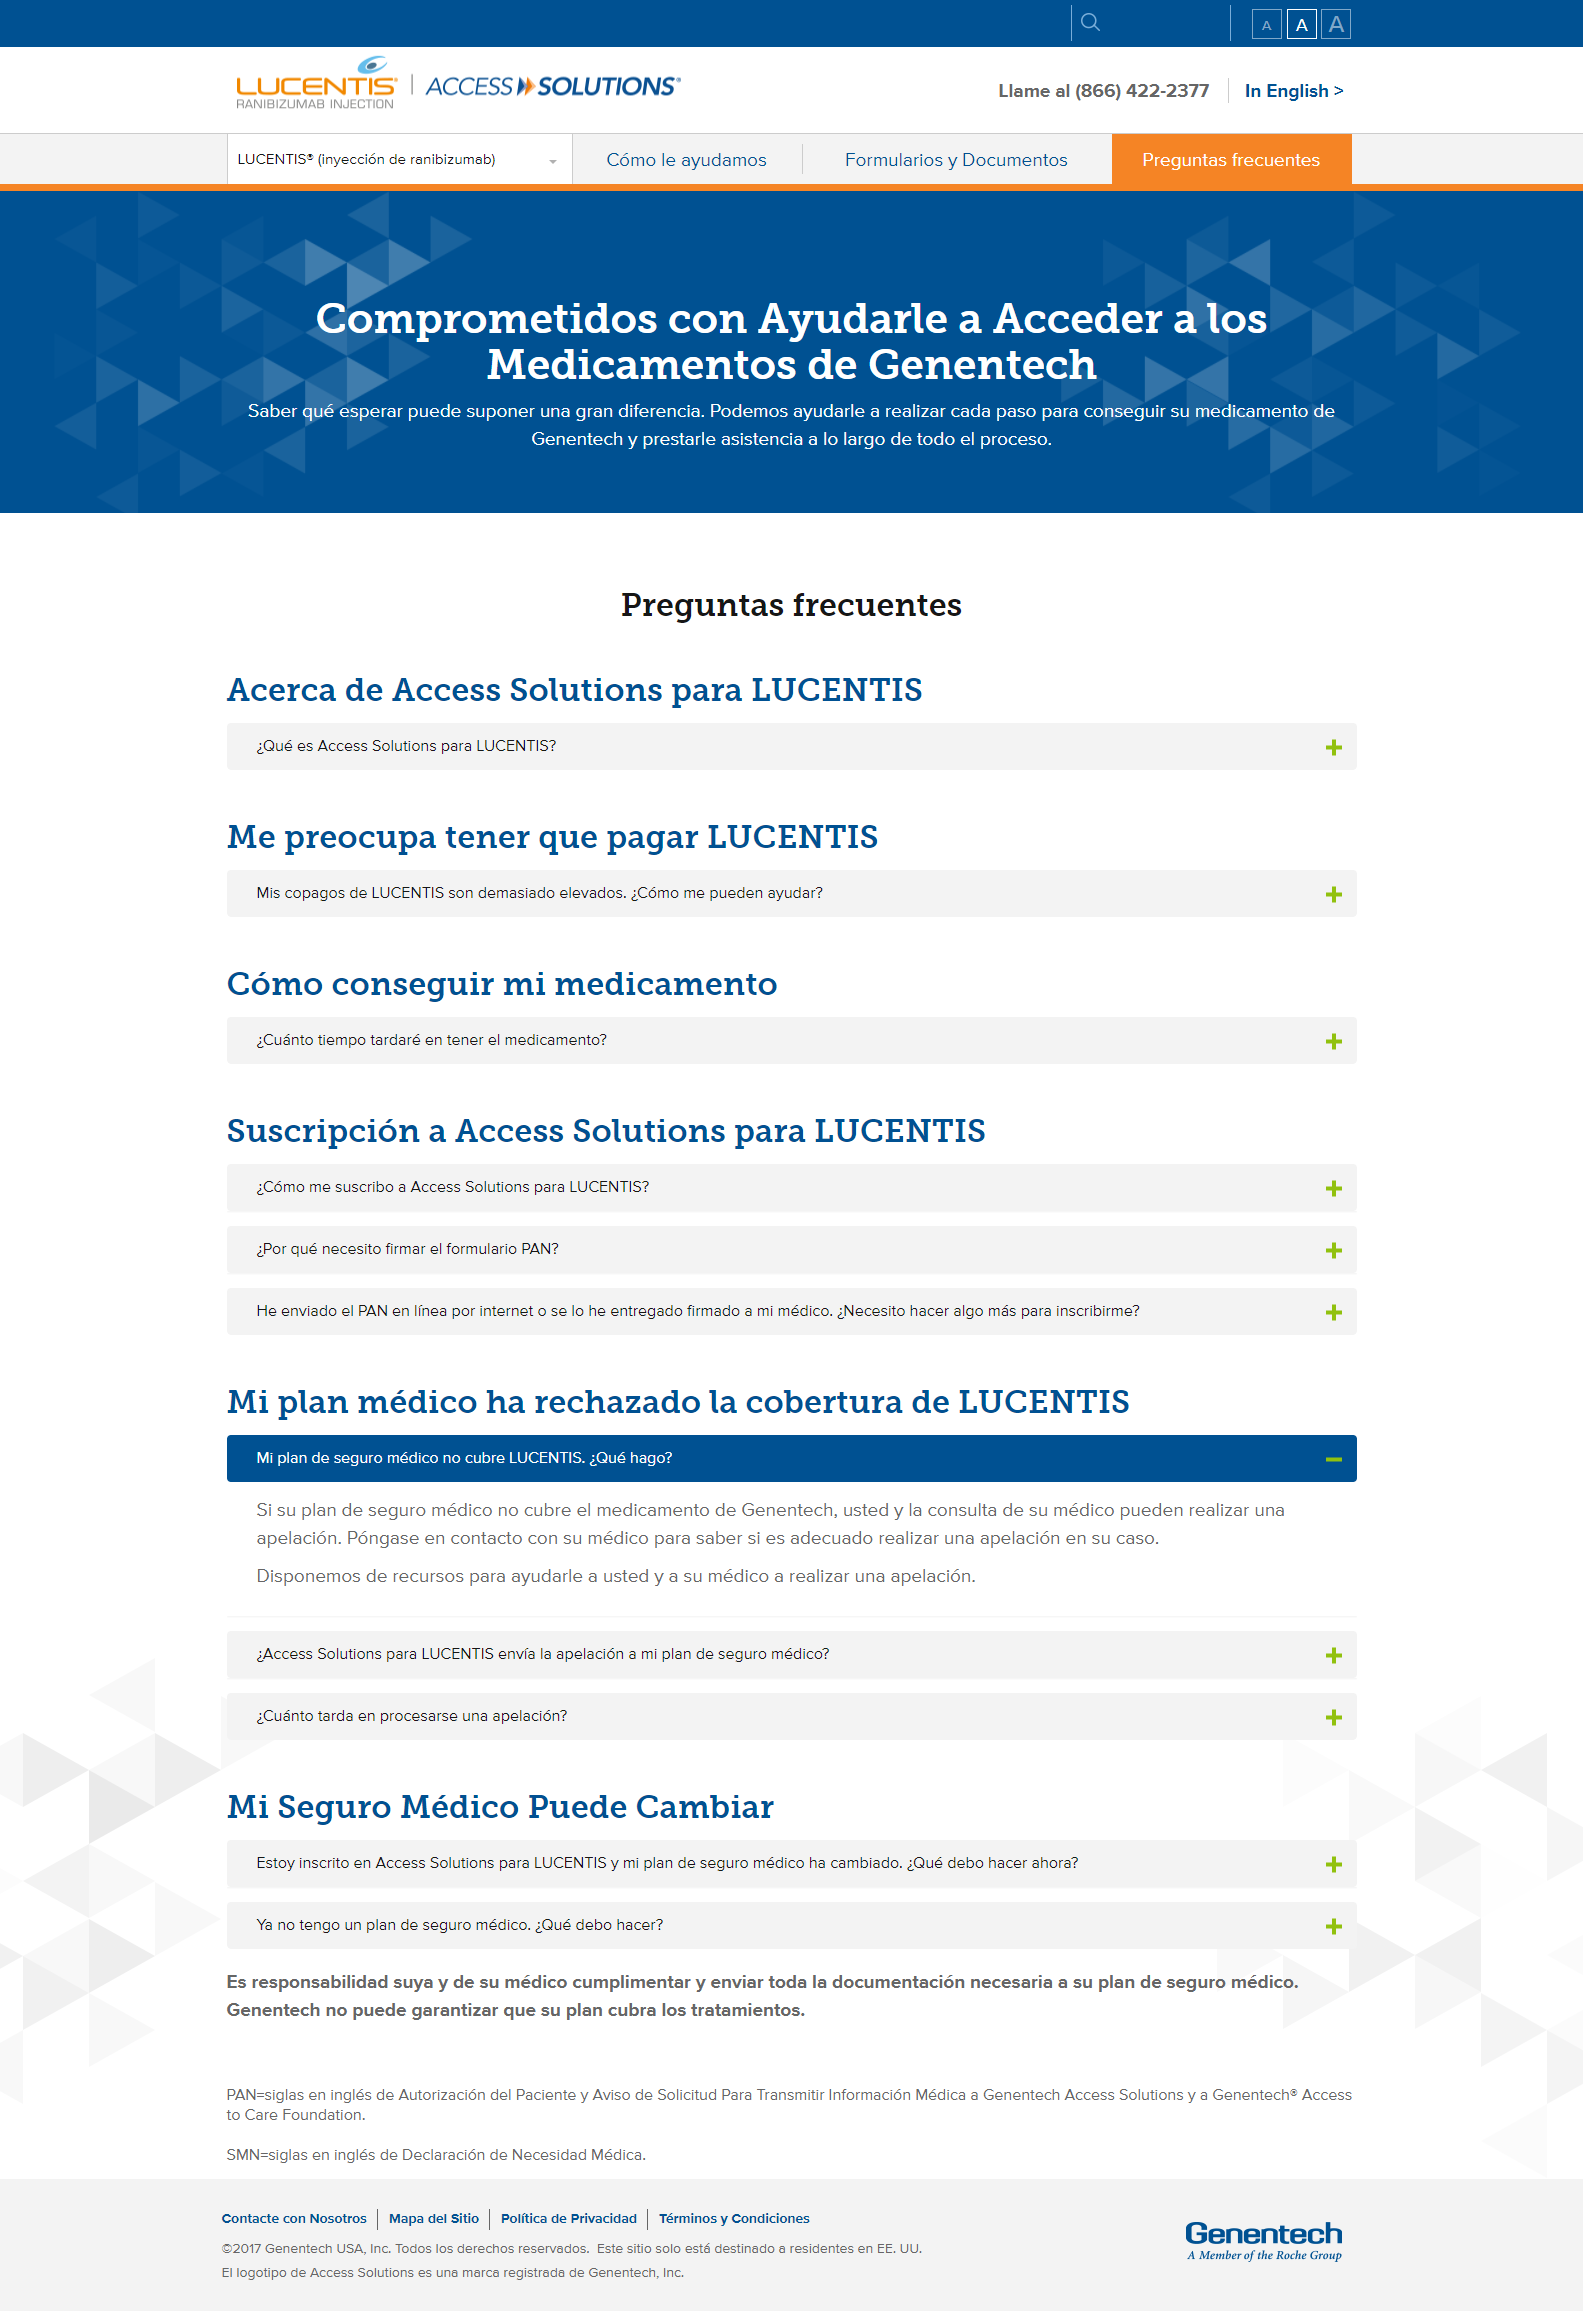 A A A
LUCENTIS®
RANIBIZUMAB INJECTION
ACCESS SOLUTIONS®
Llame al (866) 422-2377
In English >
LUCENTIS® (inyección de ranibizumab)
Cómo le ayudamos
Formularios y Documentos
Preguntas frecuentes
Comprometidos con Ayudarle a Acceder a los
Medicamentos de Genentech
Saber qué esperar puede suponer una gran diferencia. Podemos ayudarle a realizar cada paso para conseguir su medicamento de
Genentech y prestarle asistencia a lo largo de todo el proceso.
Preguntas frecuentes
Acerca de Access Solutions para LUCENTIS
¿Qué es Access Solutions para LUCENTIS?
Me preocupa tener que pagar LUCENTIS
Mis copagos de LUCENTIS son demasiado elevados. ¿Cómo me pueden ayudar?
Cómo conseguir mi medicamento
¿Cuánto tiempo tardaré en tener el medicamento?
Suscripción a Access Solutions para LUCENTIS
¿Cómo me suscribo a Access Solutions para LUCENTIS?
¿Por qué necesito firmar el formulario PAN?
He enviado el PAN en línea por internet o se lo he entregado firmado a mi médico. ¿Necesito hacer algo más para inscribirme?
Mi plan médico ha rechazado la cobertura de LUCENTIS
Mi plan de seguro médico no cubre LUCENTIS. ¿Qué hago?
Si su plan de seguro médico no cubre el medicamento de Genentech, usted y la consulta de su médico pueden realizar una
apelación. Póngase en contacto con su médico para saber si es adecuado realizar una apelación en su caso.
Disponemos de recursos para ayudarle a usted y a su médico a realizar una apelación.
¿Access Solutions para LUCENTIS envía la apelación a mi plan de seguro médico?
¿Cuánto tarda en procesarse una apelación?
Mi Seguro Médico Puede Cambiar
Estoy inscrito en Access Solutions para LUCENTIS y mi plan de seguro médico ha cambiado. ¿Qué debo hacer ahora?
Ya no tengo un plan de seguro médico. ¿Qué debo hacer?
Es responsabilidad suya y de su médico cumplimentar y enviar toda la documentación necesaria a su plan de seguro médico.
Genentech no puede garantizar que su plan cubra los tratamientos.
PAN=siglas en inglés de Autorización del Paciente y Aviso de Solicitud Para Transmitir Información Médica a Genentech Access Solutions y a Genentech® Access
to Care Foundation.
SMN=siglas en inglés de Declaración de Necesidad Médica.
Contacte con Nosotros
Mapa del Sitio
Política de Privacidad
Términos y Condiciones
©2017 Genentech USA, Inc. Todos los derechos reservados. Este sitio solo está destinado a residentes en EE. UU.
El logotipo de Access Solutions es una marca registrada de Genentech, Inc.
Genentech
A Member of the Roche Group